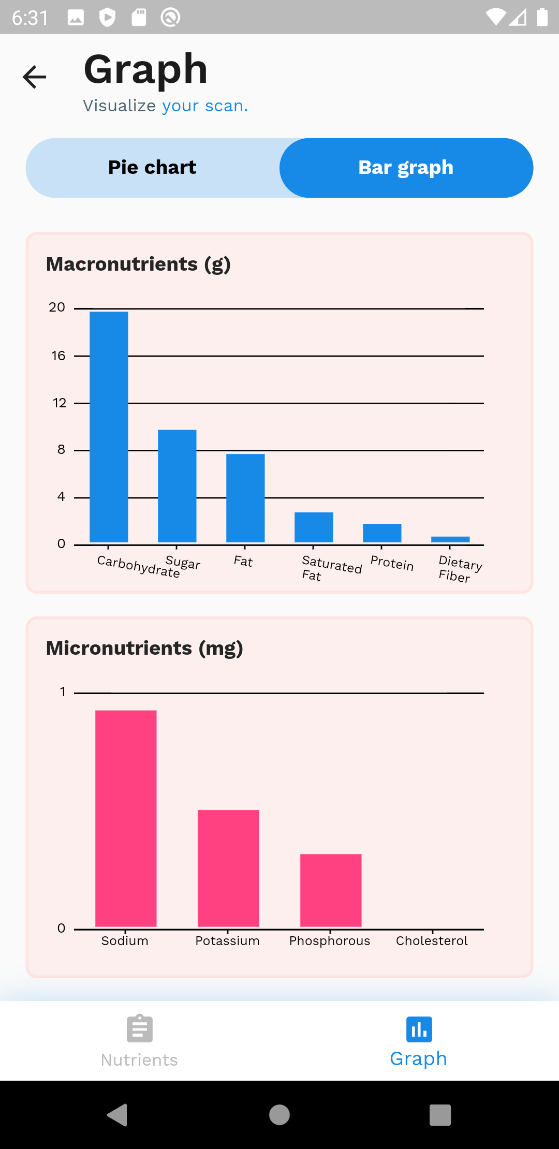 6:31
Graph
Visualize your scan.
Pie chart
Bar graph
Macronutrients (g)
20
16
12
8
4
0
Carbohydrate
Sugar
Fat
Saturated
Fat
Protein
Dietary
Fiber
Micronutrients (mg)
1
0
Sodium
Potassium
Phosphorous
Cholesterol
Nutrients
Graph